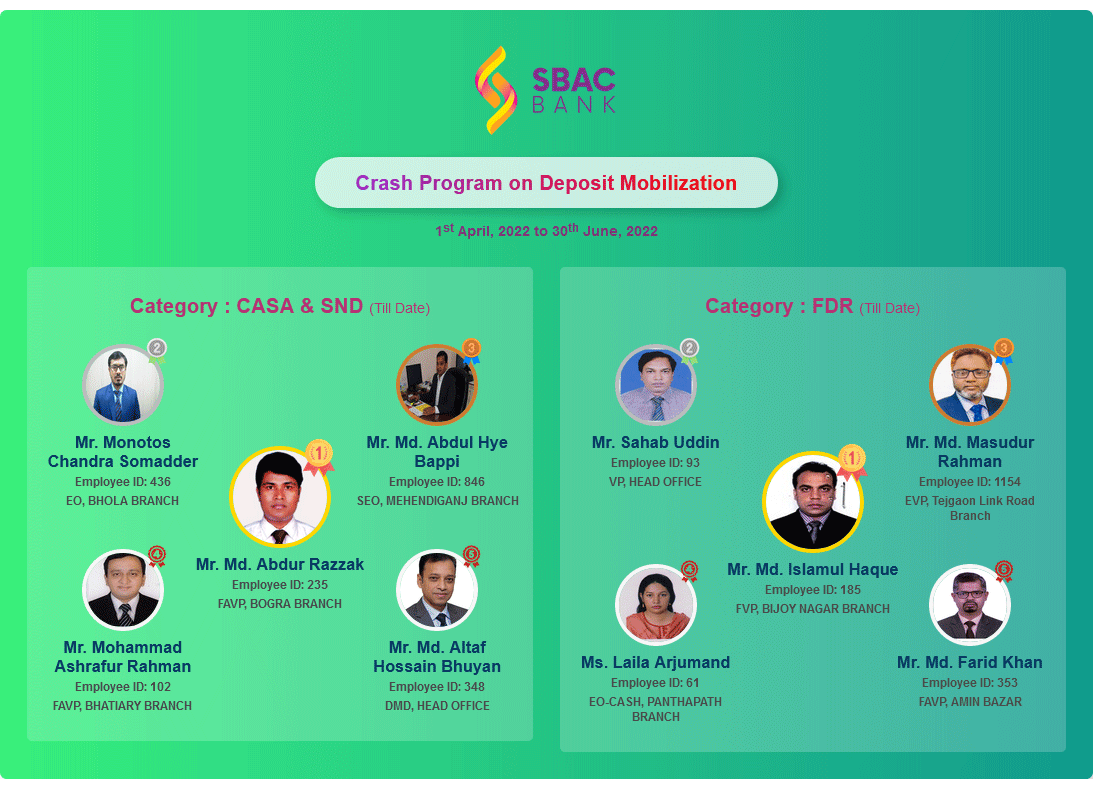 SBAC
BANK
Crash Program on Deposit Mobilization
1st April, 2022 to 30th June, 2022
Category : CASA & SND (Till Date)
2
Mr. Monotos
Chandra Somadder
Employee ID: 436
EO, BHOLA BRANCH
3
Mr. Md. Abdul Hye
Bappi
Employee ID: 846
SEO, MEHENDIGANJ BRANCH
1
Mr. Md. Abdur Razzak
Employee ID: 235
FAVP, BOGRA BRANCH
4
Mr. Mohammad
Ashrafur Rahman
Employee ID: 102
FAVP, BHATIARY BRANCH
5
Mr. Md. Altaf
Hossain Bhuyan
Employee ID: 348
DMD, HEAD OFFICE
Category : FDR (Till Date)
2
Mr. Sahab Uddin
Employee ID: 93
VP, HEAD OFFICE
3
Mr. Md. Masudur
Rahman
Employee ID: 1154
EVP, Tejgaon Link Road
Branch
1
Mr. Md. Islamul Haque
Employee ID: 185
FVP, BIJOY NAGAR BRANCH
4
Ms. Laila Arjumand
Employee ID: 61
EO-CASH, PANTHAPATH
BRANCH
5
Mr. Md. Farid Khan
Employee ID: 353
FAVP, AMIN BAZAR